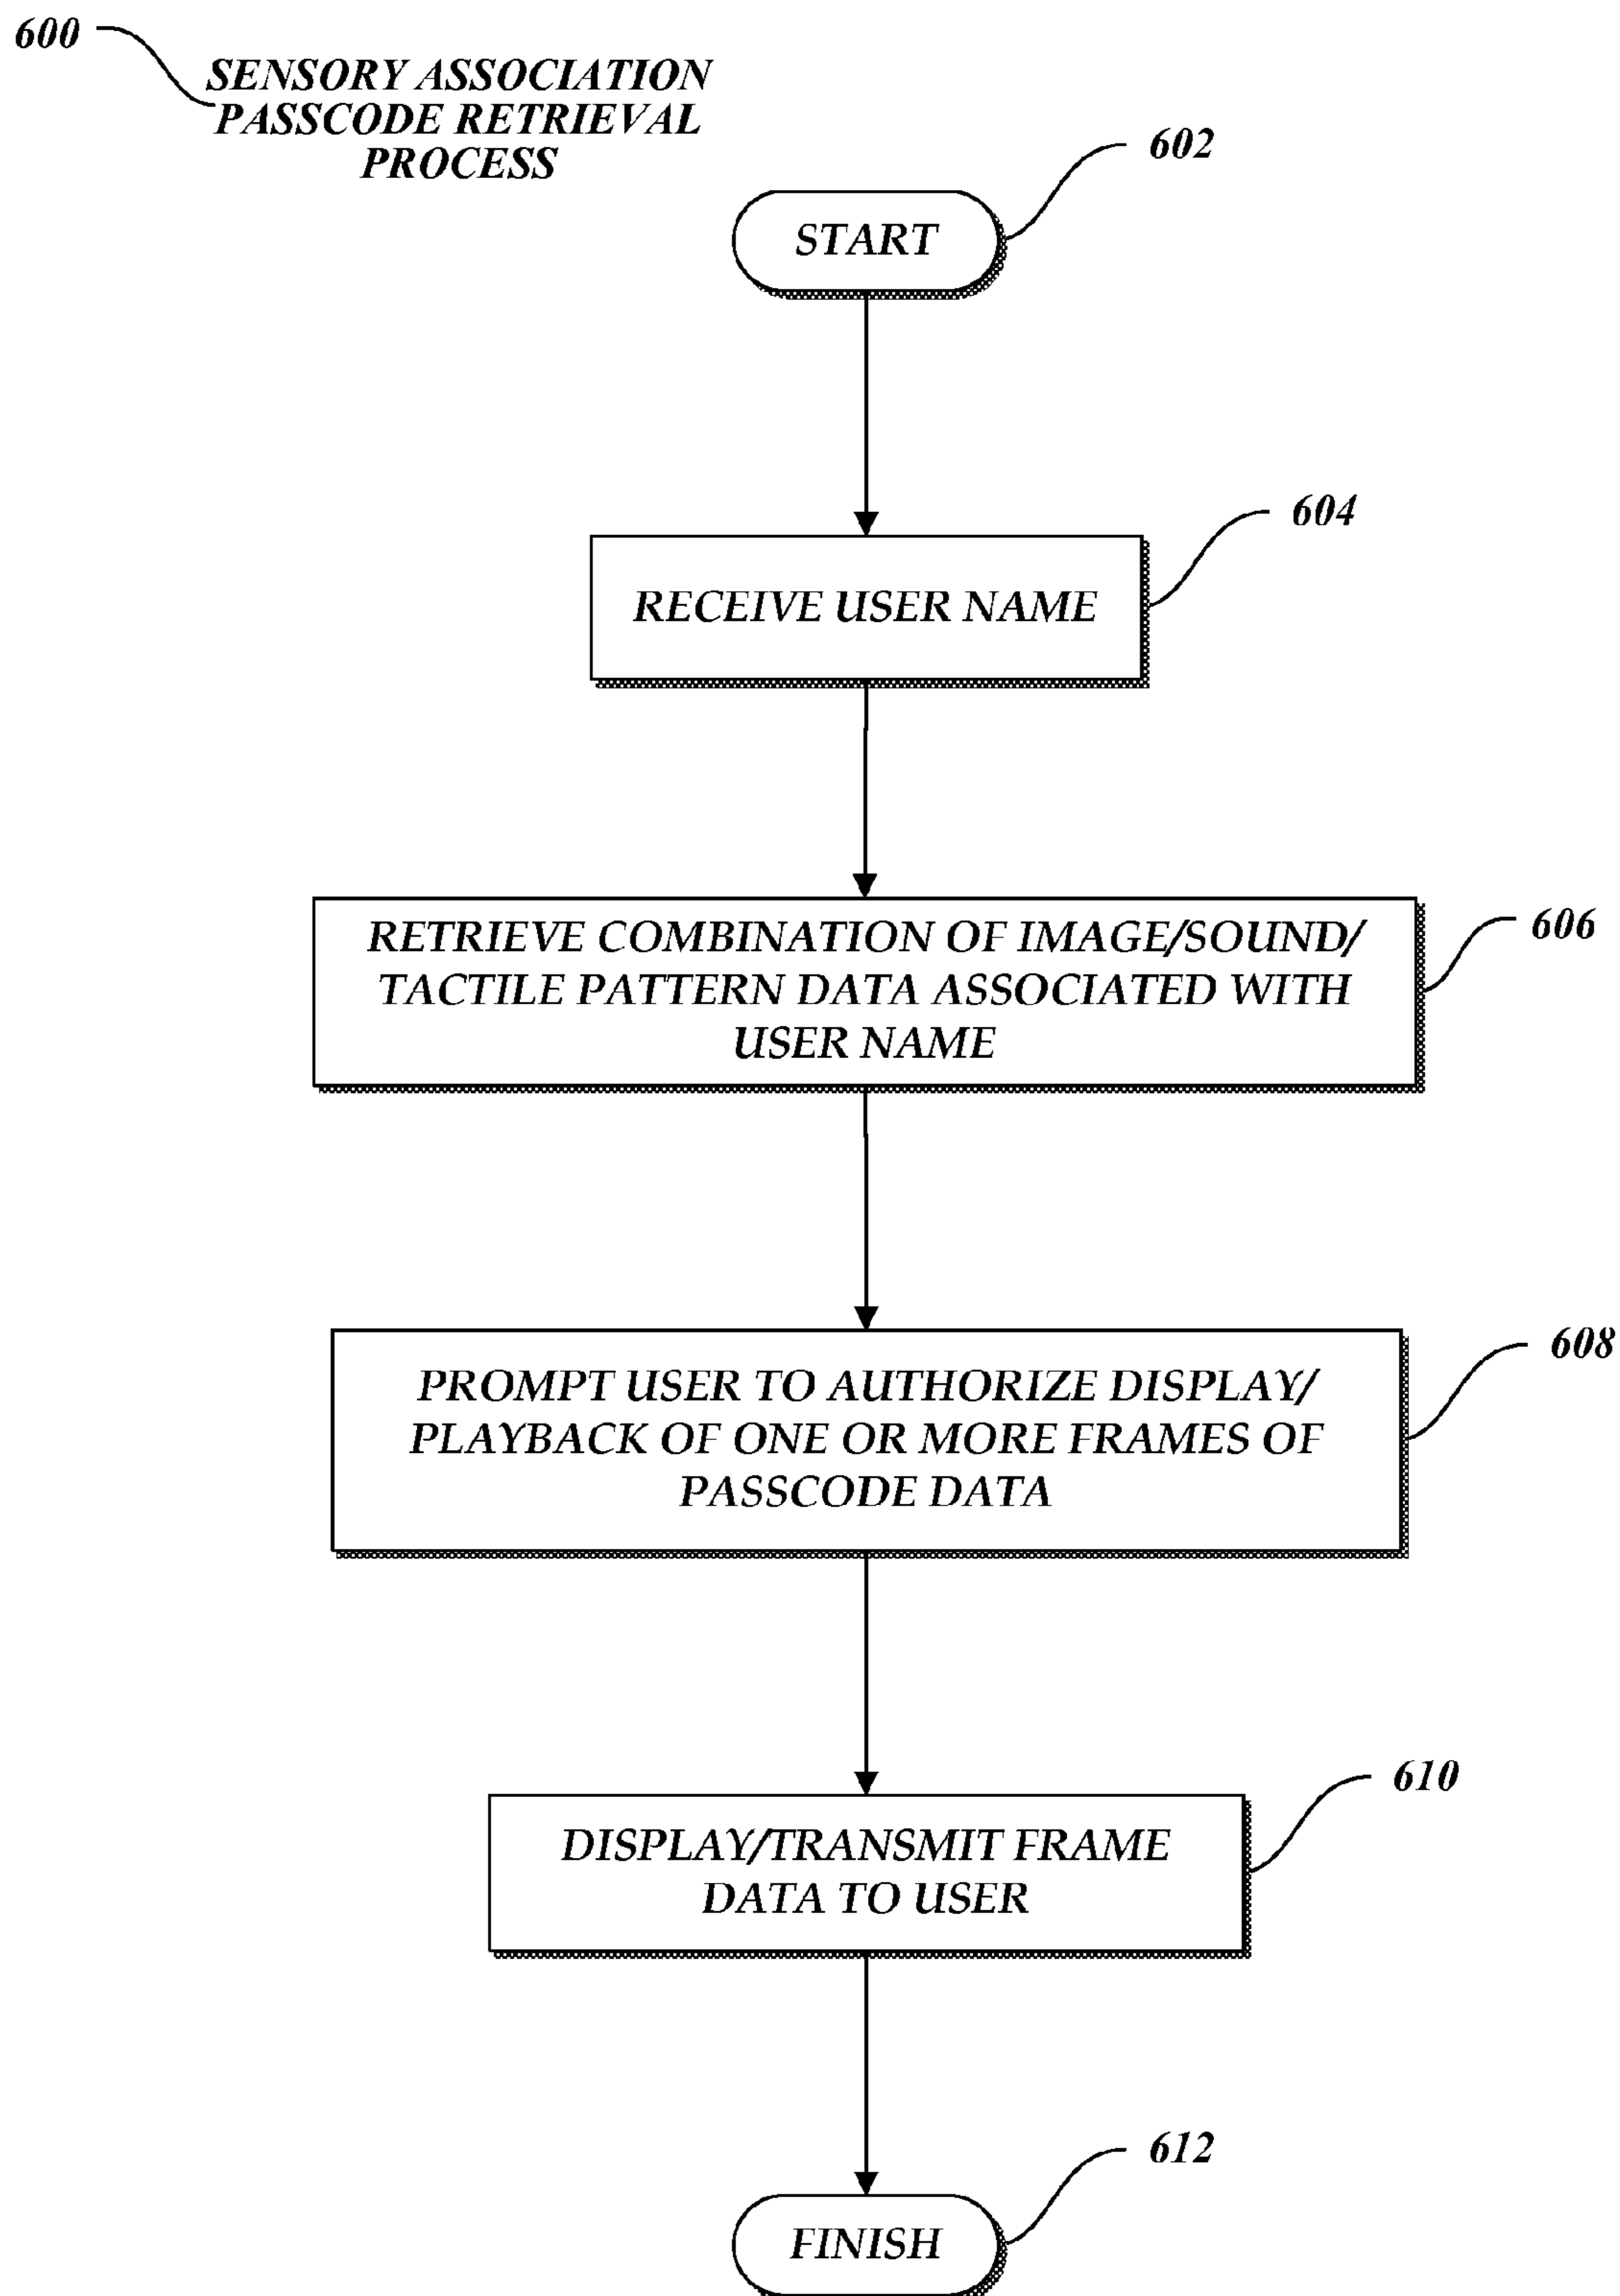 600
SENSORY ASSOCIATION
PASSCODE RETRIEVAL
PROCESS
602
START
604
RECEIVE USER NAME
606
RETRIEVE COMBINATION OF IMAGE/SOUND/
TACTILE PATTERN DATA ASSOCIATED WITH
USER NAME
608
PROMPT USER TO AUTHORIZE DISPLAY/
PLAYBACK OF ONE OR MORE FRAMES OF
PASSCODE DATA
610
DISPLAY/TRANSMIT FRAME
DATA TO USER
612
FINISH